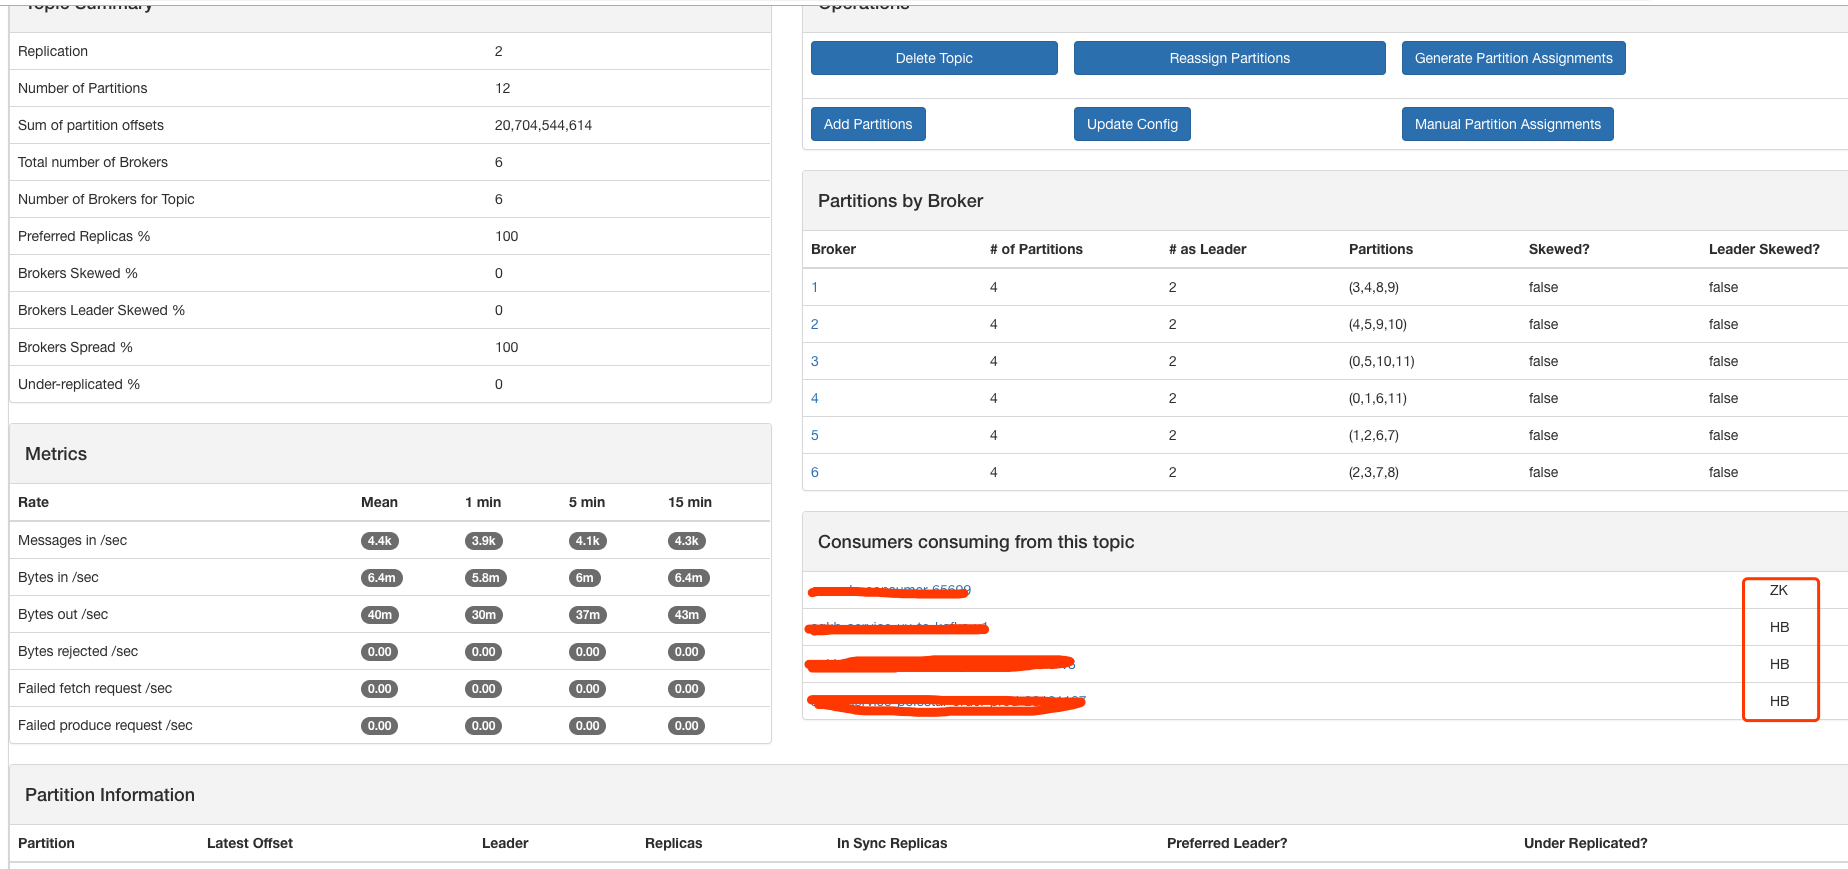 Topic Summary
Replication 2
Number of Partitions 12
Sum of partition offsets 20,704,544,614
Total number of Brokers 6
Number of Brokers for Topic 6
Preferred Replicas % 100
Brokers Skewed % 0
Brokers Leader Skewed % 0
Brokers Spread % 100
Under-replicated % 0
Metrics
Rate Mean 1 min 5 min 15 min
Messages in /sec 4.4k 3.9k 4.1k 4.3k
Bytes in /sec 6.4m 5.8m 6m 6.4m
Bytes out /sec 40m 30m 37m 43m
Bytes rejected /sec 0.00 0.00 0.00 0.00
Failed fetch request /sec 0.00 0.00 0.00 0.00
Failed produce request /sec 0.00 0.00 0.00 0.00
Operations
Delete Topic Reassign Partitions Generate Partition Assignments
Add Partitions Update Config Manual Partition Assignments
Partitions by Broker
Broker # of Partitions # as Leader Partitions Skewed? Leader Skewed?
1 4 2 (3,4,8,9) false false
2 4 2 (4,5,9,10) false false
3 4 2 (0,5,10,11) false false
4 4 2 (0,1,6,11) false false
5 4 2 (1,2,6,7) false false
6 4 2 (2,3,7,8) false false
Consumers consuming from this topic
ZK
HB
HB
HB
Partition Information
Partition Latest Offset Leader Replicas In Sync Replicas Preferred Leader? Under Replicated?